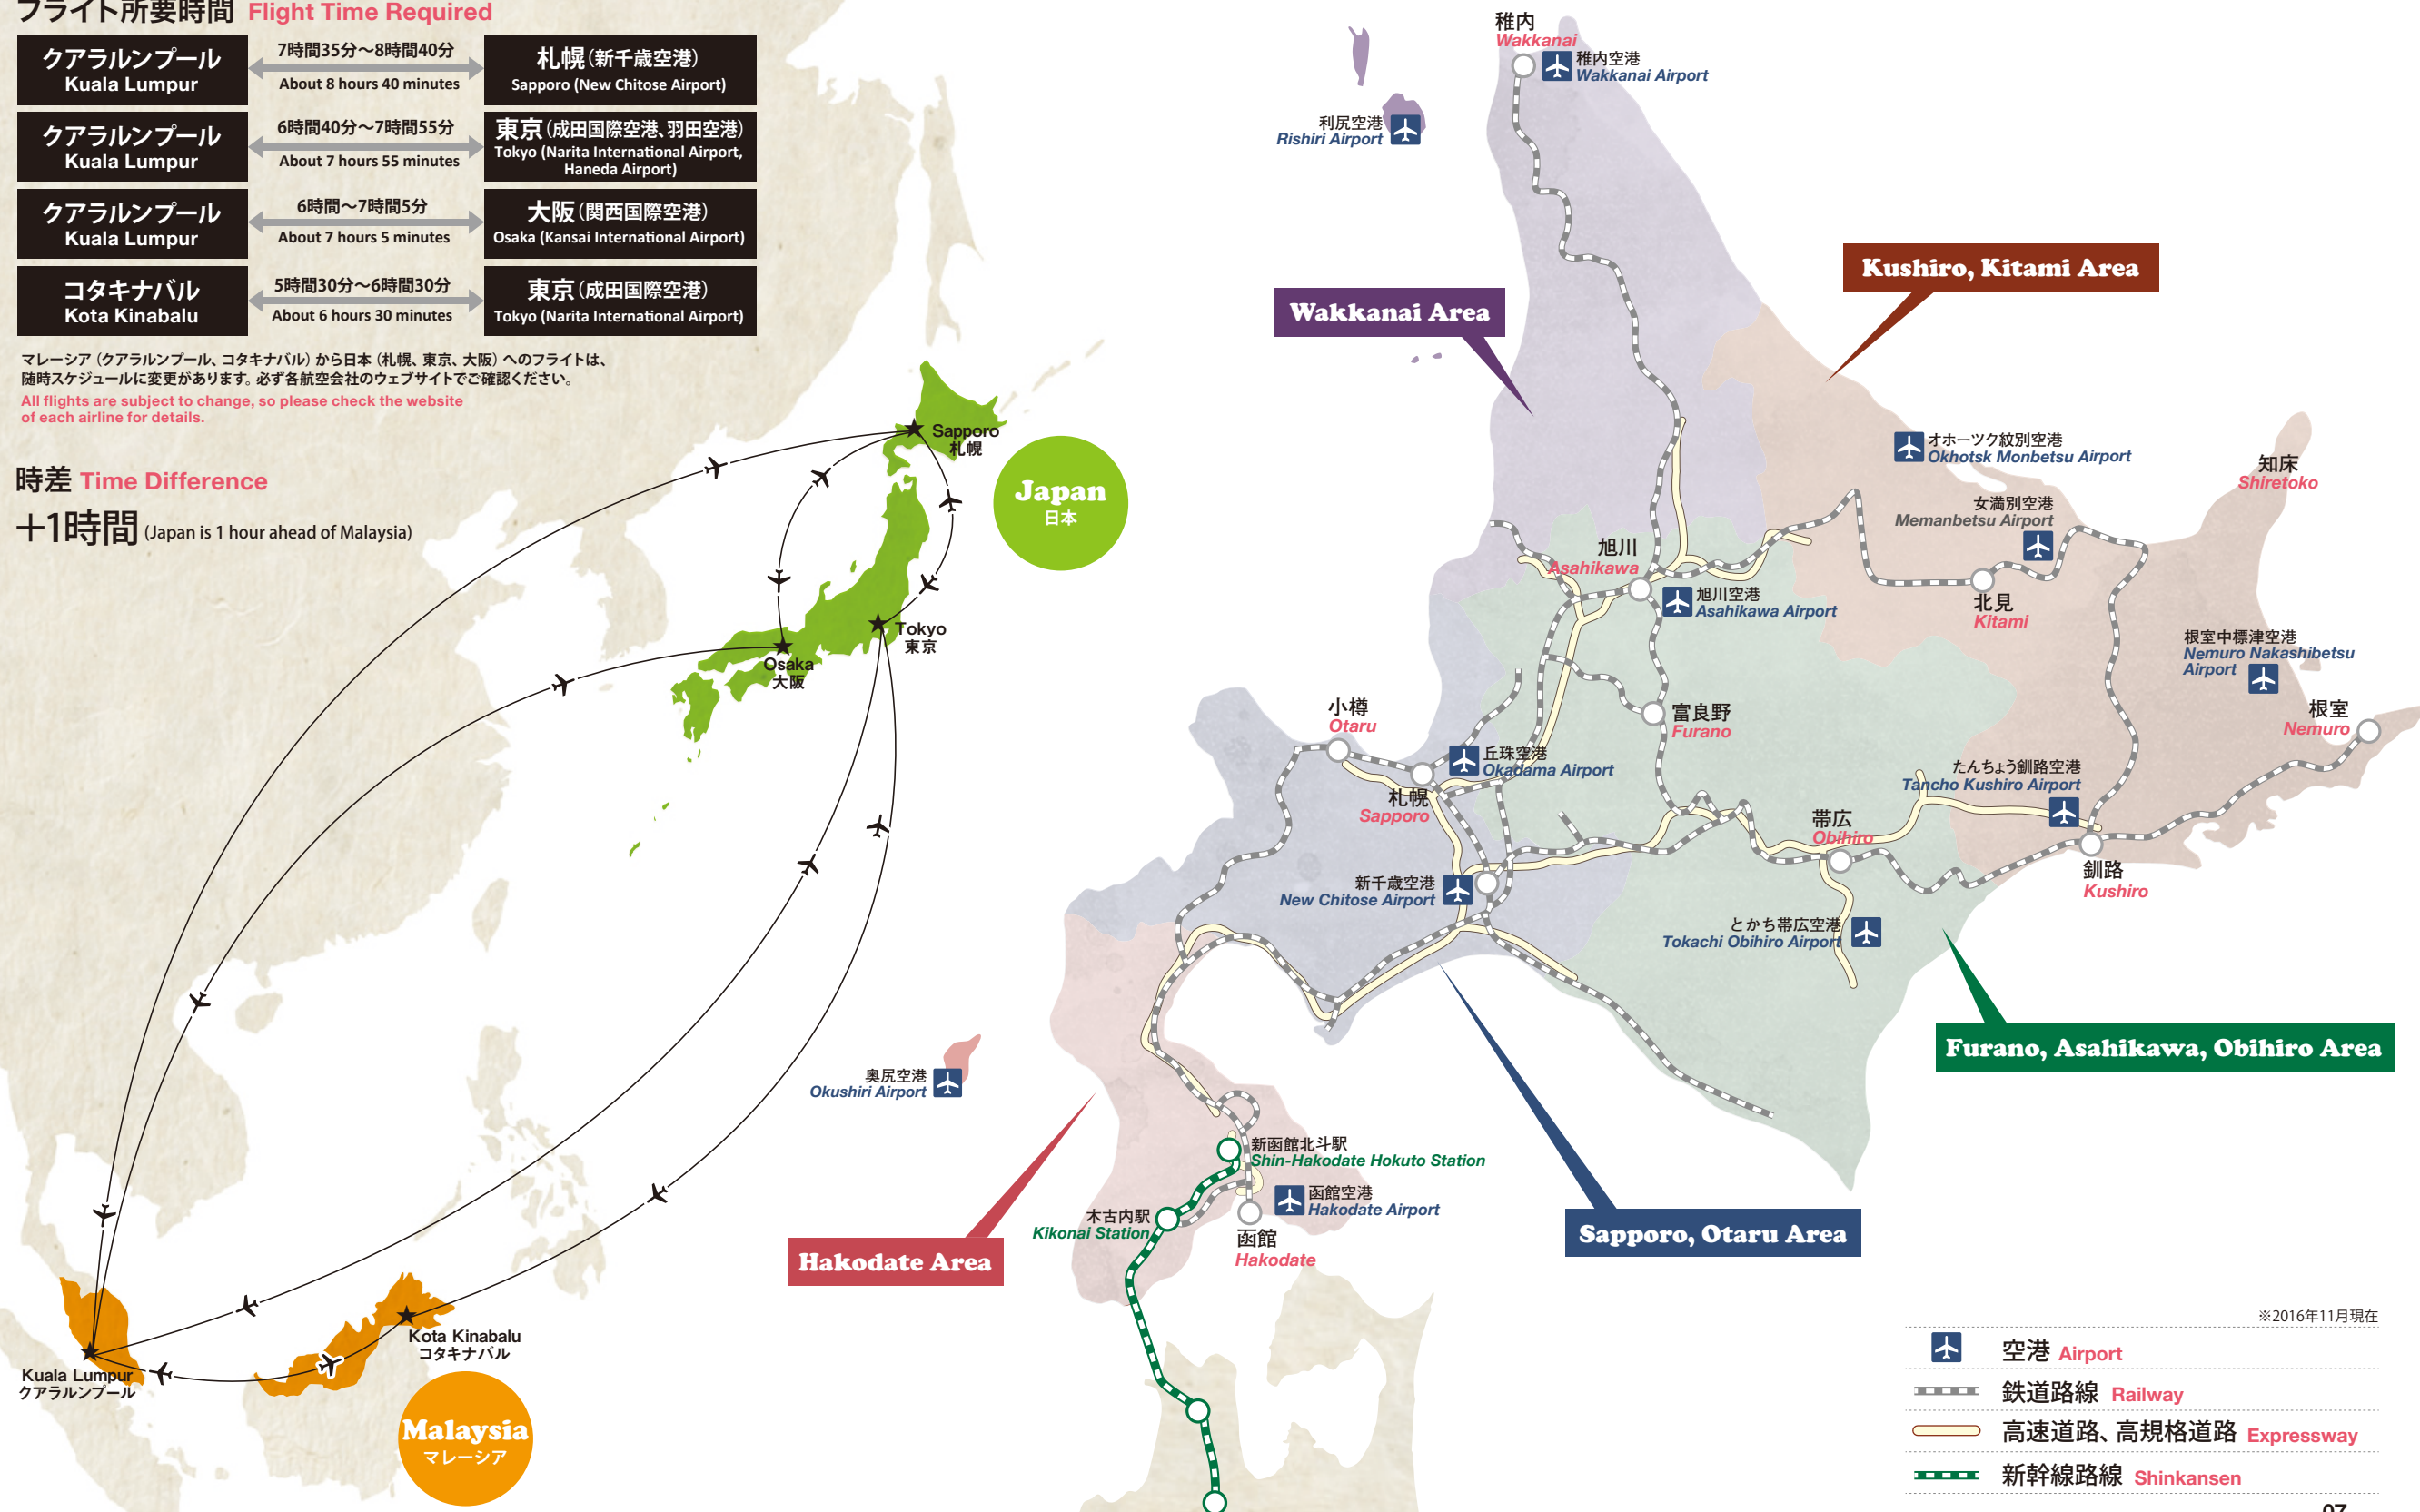 フライト所要時間 Flight Time Required
クアラルンプール
Kuala Lumpur
7時間35分～8時間40分
About 8 hours 40 minutes
札幌（新千歳空港）
Sapporo (New Chitose Airport)
クアラルンプール
Kuala Lumpur
6時間40分～7時間55分
About 7 hours 55 minutes
東京（成田国際空港、羽田空港）
Tokyo (Narita International Airport,
Haneda Airport)
クアラルンプール
Kuala Lumpur
6時間～7時間5分
About 7 hours 5 minutes
大阪（関西国際空港）
Osaka (Kansai International Airport)
コタキナバル
Kota Kinabalu
5時間30分～6時間30分
About 6 hours 30 minutes
東京（成田国際空港）
Tokyo (Narita International Airport)
マレーシア（クアラルンプール、コタキナバル）から日本（札幌、東京、大阪）へのフライトは、
随時スケジュールに変更があります。必ず各航空会社のウェブサイトでご確認ください。
All flights are subject to change, so please check the website
of each airline for details.
時差 Time Difference
＋1時間 (Japan is 1 hour ahead of Malaysia)
Sapporo
札幌
Japan
日本
Tokyo
東京
Osaka
大阪
Kota Kinabalu
コタキナバル
Kuala Lumpur
クアラルンプール
Malaysia
マレーシア
稚内
Wakkanai
稚内空港
Wakkanai Airport
利尻空港
Rishiri Airport
Wakkanai Area
Kushiro, Kitami Area
オホーツク紋別空港
Okhotsk Monbetsu Airport
知床
Shiretoko
女満別空港
Memanbetsu Airport
旭川
Asahikawa
旭川空港
Asahikawa Airport
北見
Kitami
根室中標津空港
Nemuro Nakashibetsu
Airport
根室
Nemuro
小樽
Otaru
富良野
Furano
丘珠空港
Okadama Airport
札幌
Sapporo
たんちょう釧路空港
Tancho Kushiro Airport
帯広
Obihiro
釧路
Kushiro
新千歳空港
New Chitose Airport
とかち帯広空港
Tokachi Obihiro Airport
Furano, Asahikawa, Obihiro Area
奥尻空港
Okushiri Airport
新函館北斗駅
Shin-Hakodate Hokuto Station
函館空港
Hakodate Airport
木古内駅
Kikonai Station
函館
Hakodate
Hakodate Area
Sapporo, Otaru Area
※2016年11月現在
空港 Airport
鉄道路線 Railway
高速道路、高規格道路 Expressway
新幹線路線 Shinkansen
07